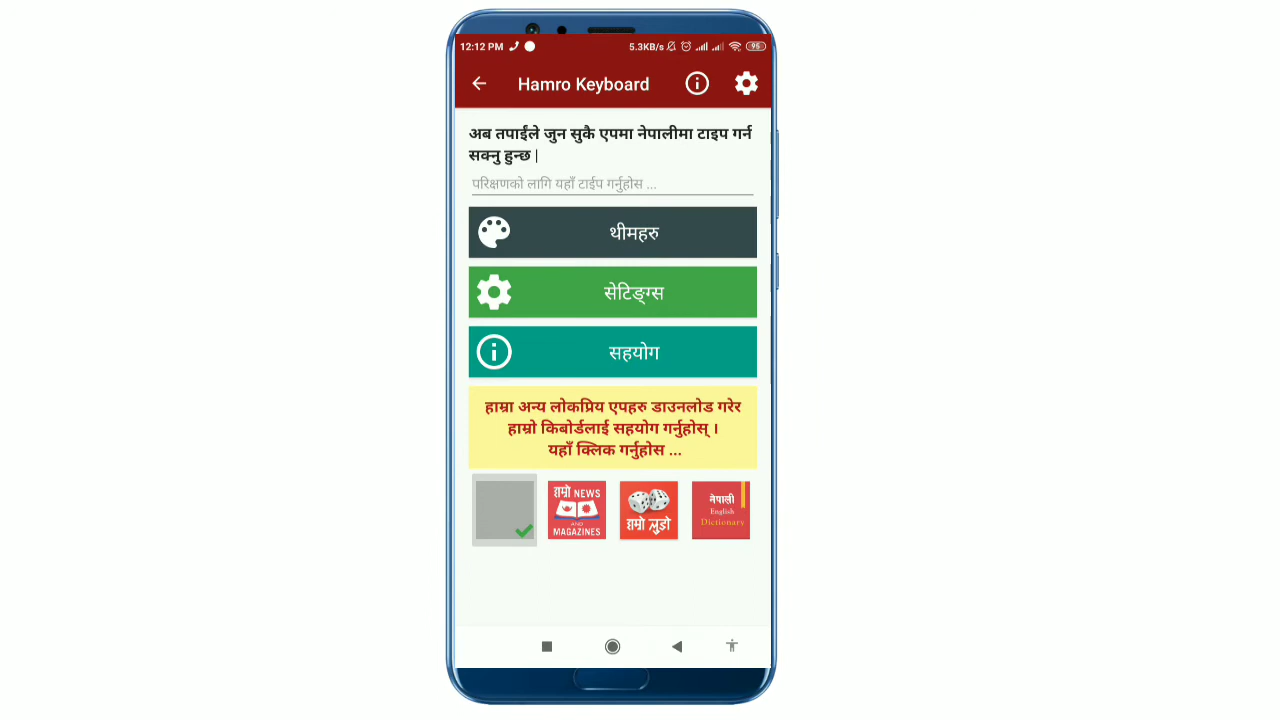 12:12 PM 5.3KB/s 95
Hamro Keyboard
अब तपाईंले जुन सुकै एपमा नेपालीमा टाइप गर्न
सक्नु हुन्छ |
परिक्षणको लागि यहाँ टाईप गर्नुहोस ...
थीमहरु
सेटिङ्ग्स
सहयोग
हाम्रा अन्य लोकप्रिय एपहरु डाउनलोड गरेर
हाम्रो किबोर्डलाई सहयोग गर्नुहोस् ।
यहाँ क्लिक गर्नुहोस ...
हाम्रो NEWS
AND
MAGAZINES
हाम्रो लुडो
नेपाली
English
Dictionary